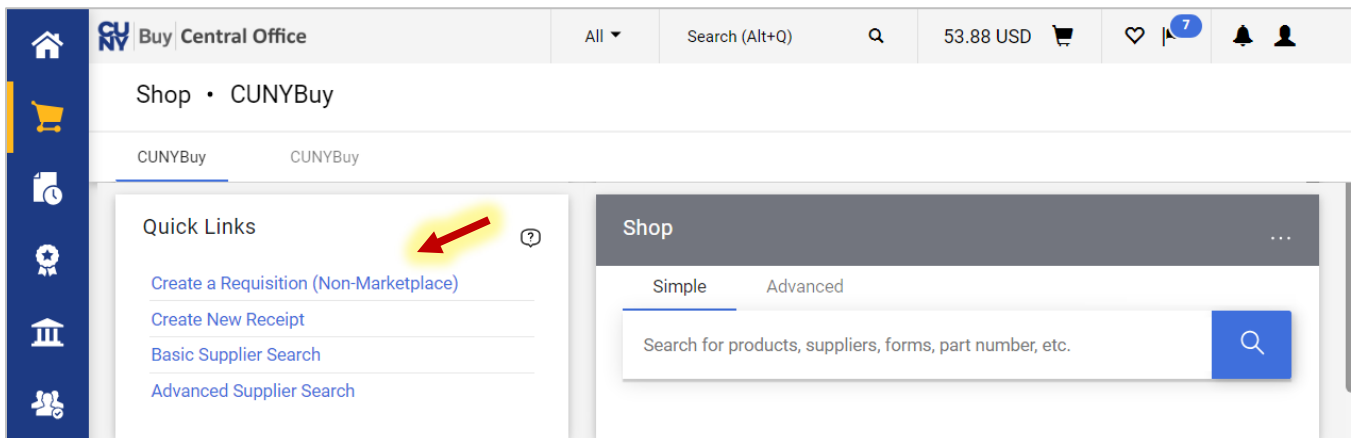 CUNY Buy Central Office All Search (Alt+Q) 53.88 USD 7
Shop • CUNYBuy
CUNYBuy CUNYBuy
Quick Links
?
Create a Requisition (Non-Marketplace)
Create New Receipt
Basic Supplier Search
Advanced Supplier Search
Shop ...
Simple Advanced
Search for products, suppliers, forms, part number, etc.